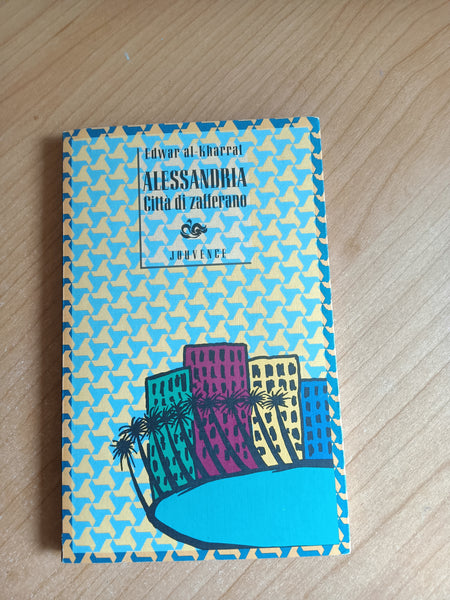 Edwar al-Kharrat
ALESSANDRIA
Città di zafferano
JOUVENCE